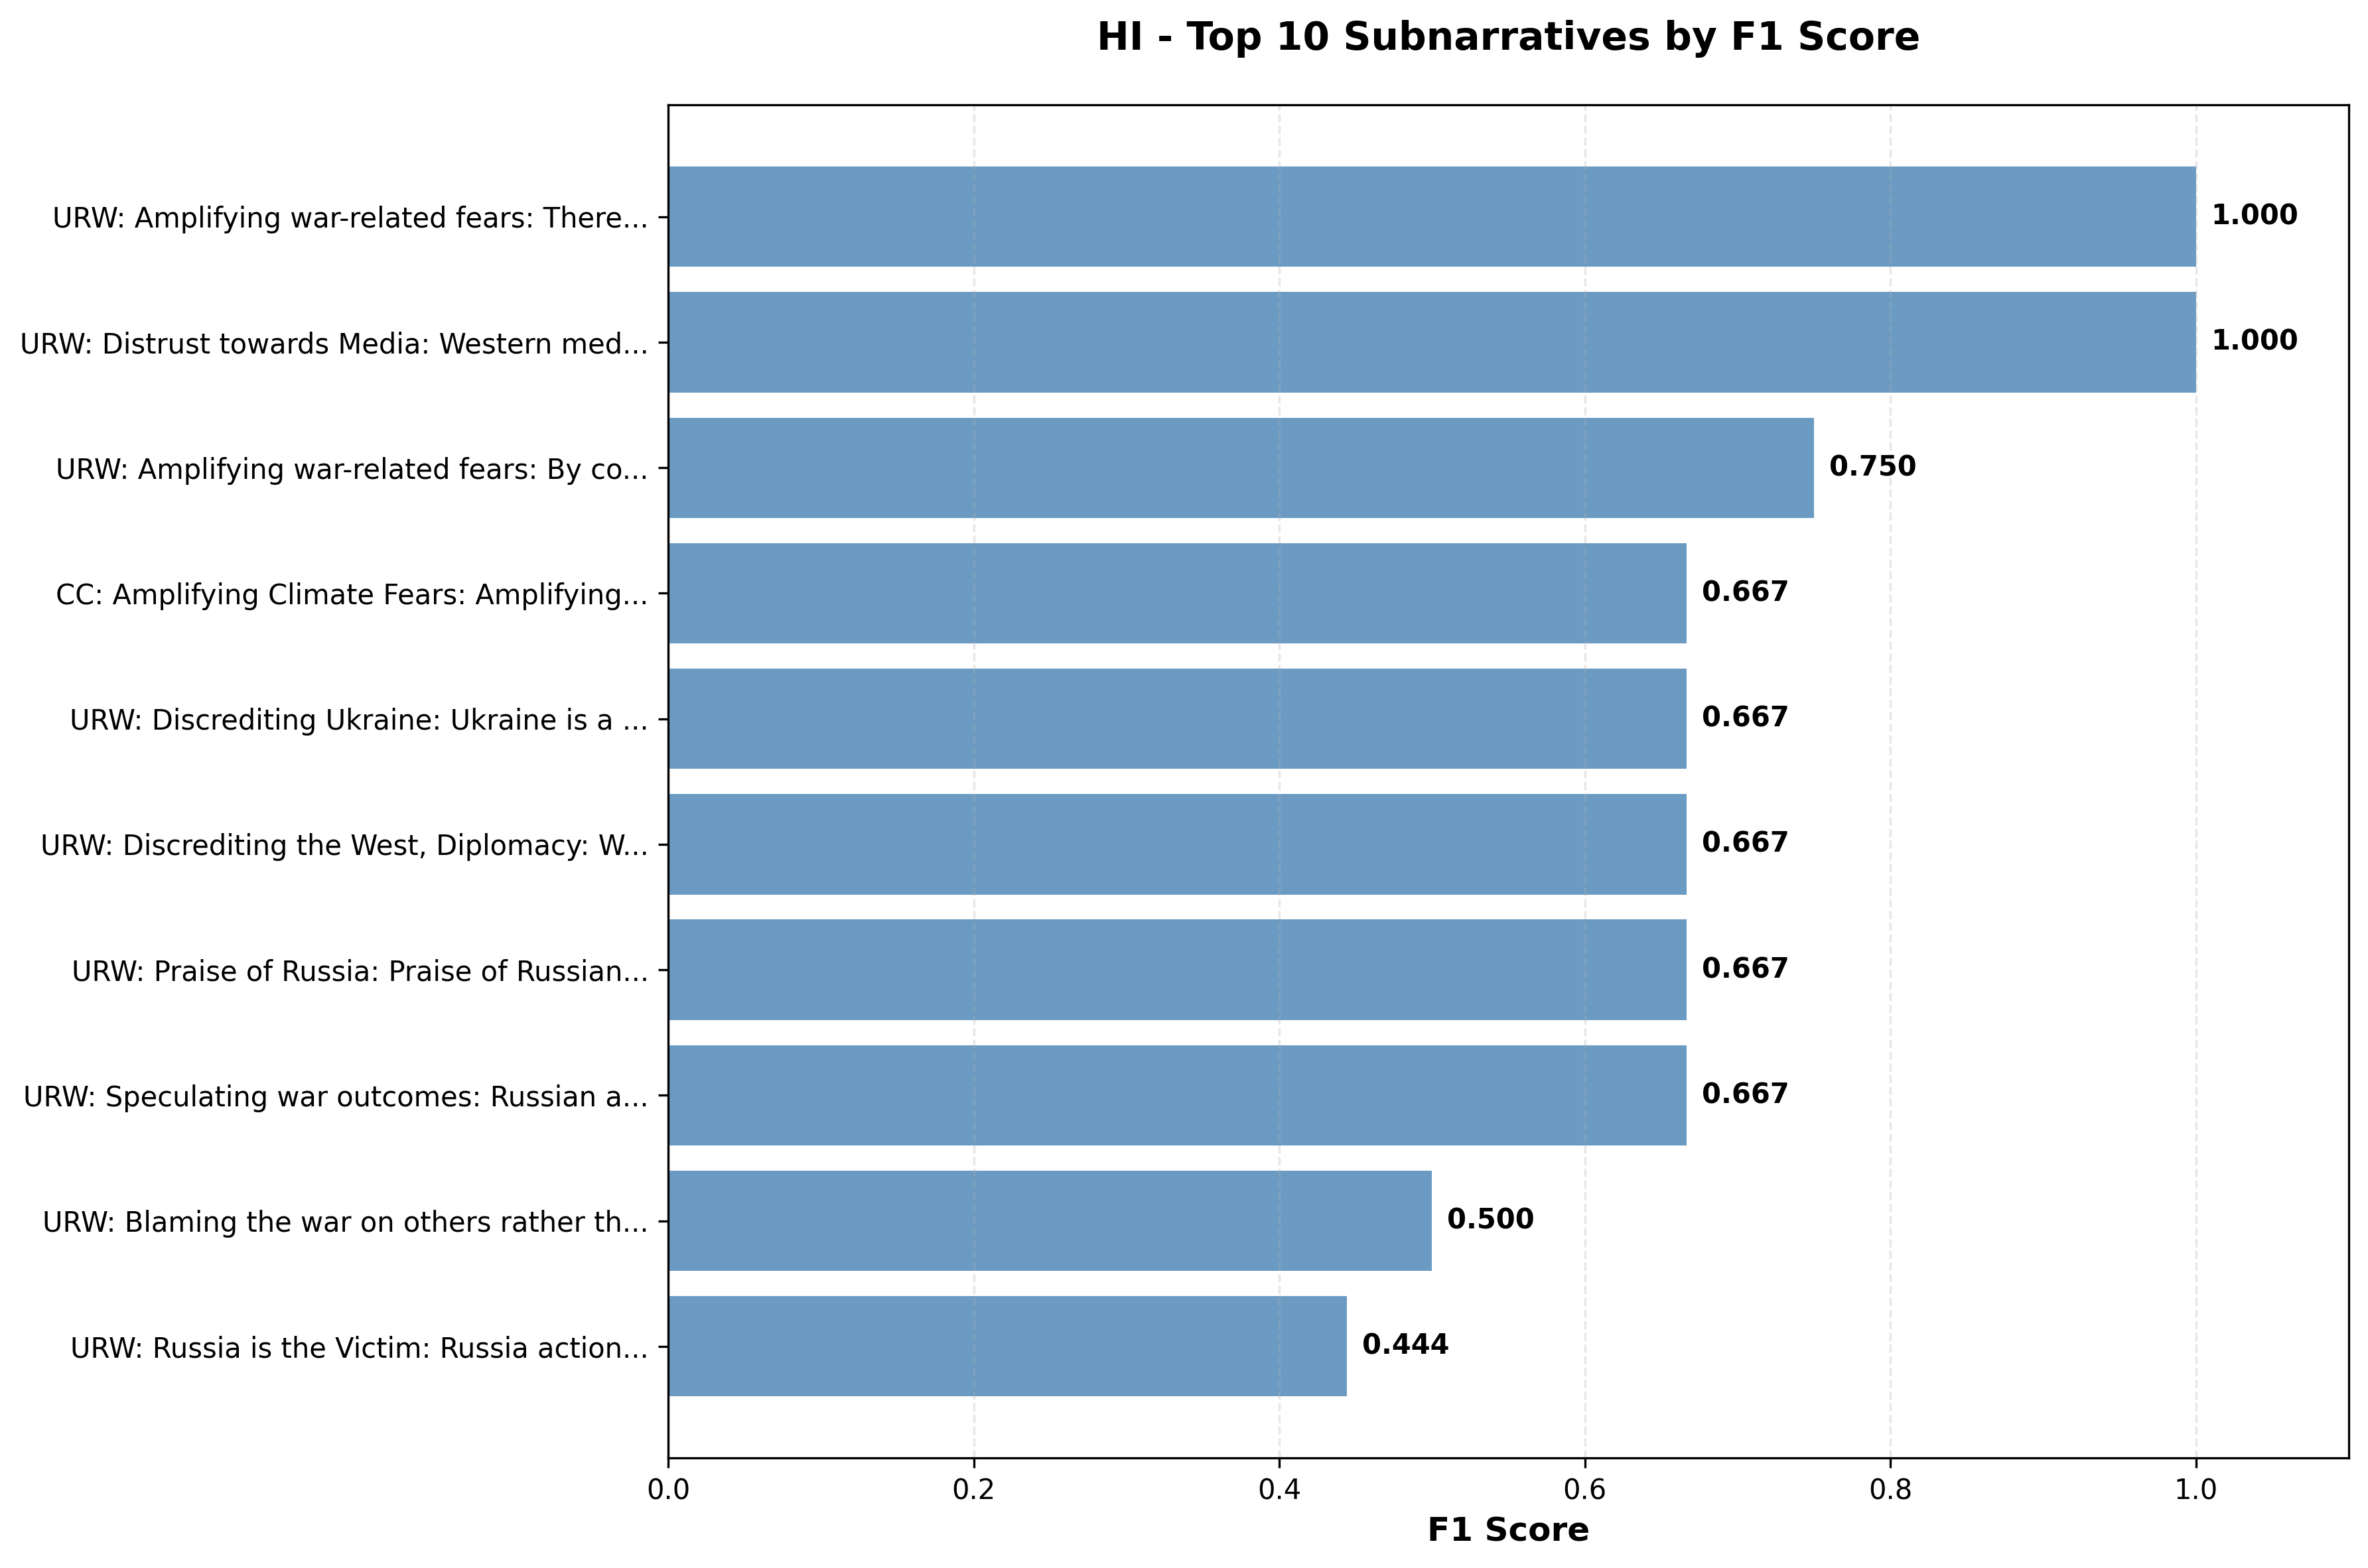 HI - Top 10 Subnarratives by F1 Score
URW: Amplifying war-related fears: There...
1.000
URW: Distrust towards Media: Western med...
1.000
URW: Amplifying war-related fears: By co...
0.750
CC: Amplifying Climate Fears: Amplifying...
0.667
URW: Discrediting Ukraine: Ukraine is a ...
0.667
URW: Discrediting the West, Diplomacy: W...
0.667
URW: Praise of Russia: Praise of Russian...
0.667
URW: Speculating war outcomes: Russian a...
0.667
URW: Blaming the war on others rather th...
0.500
URW: Russia is the Victim: Russia action...
0.444
0.0 0.2 0.4 0.6 0.8 1.0
F1 Score